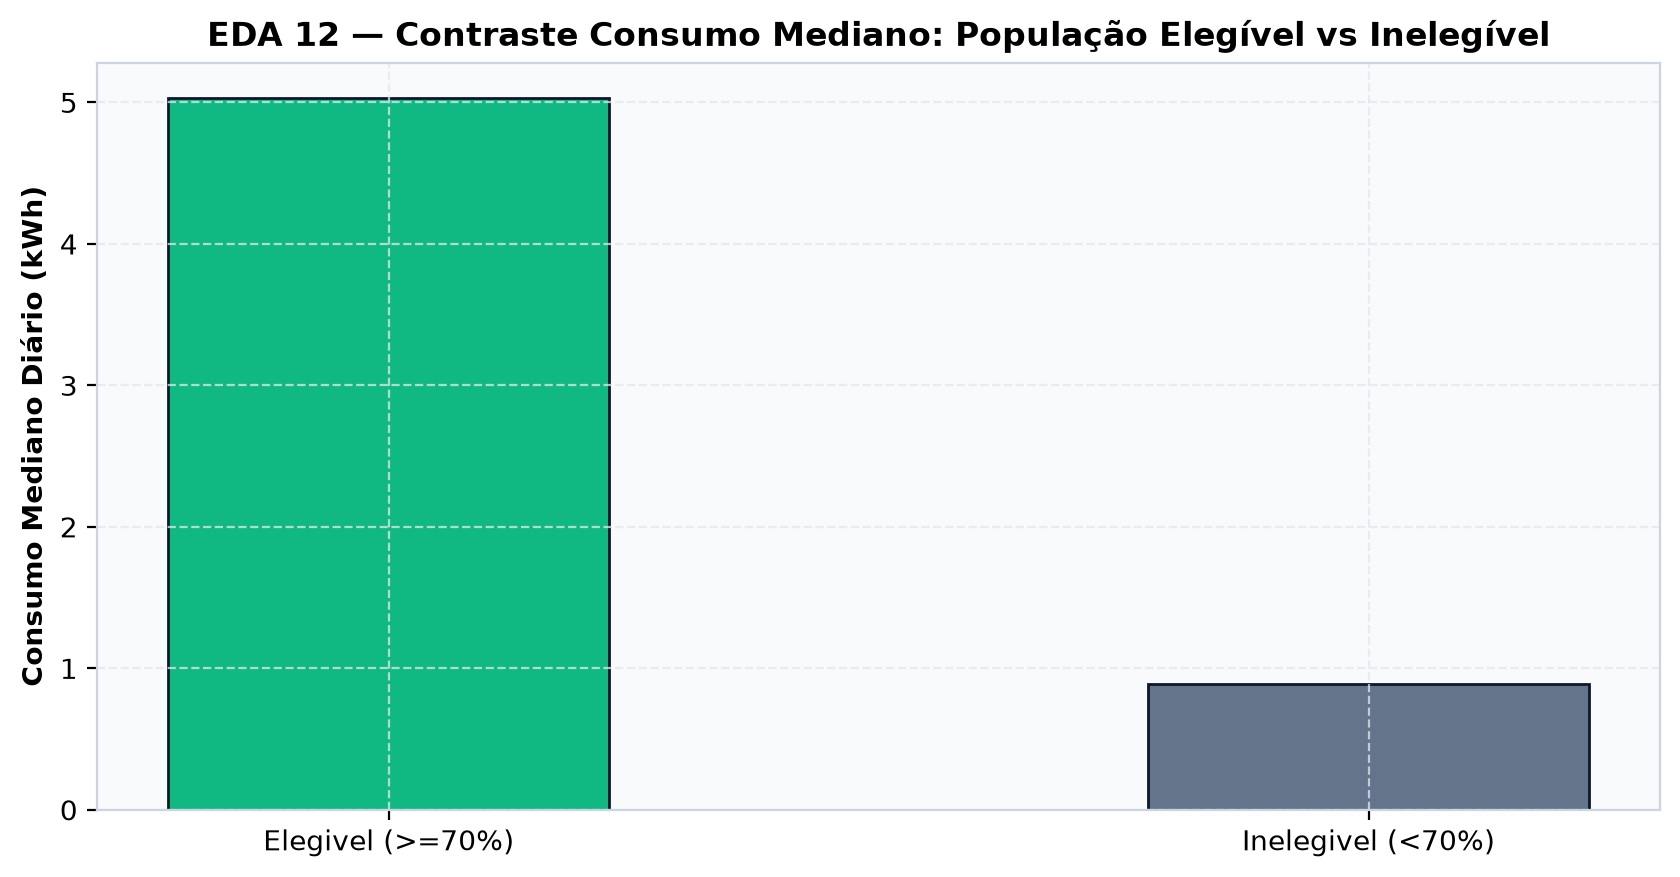 EDA 12 — Contraste Consumo Mediano: População Elegível vs Inelegível
Consumo Mediano Diário (kWh)
5
4
3
2
1
0
Elegivel (>=70%)
Inelegivel (<70%)